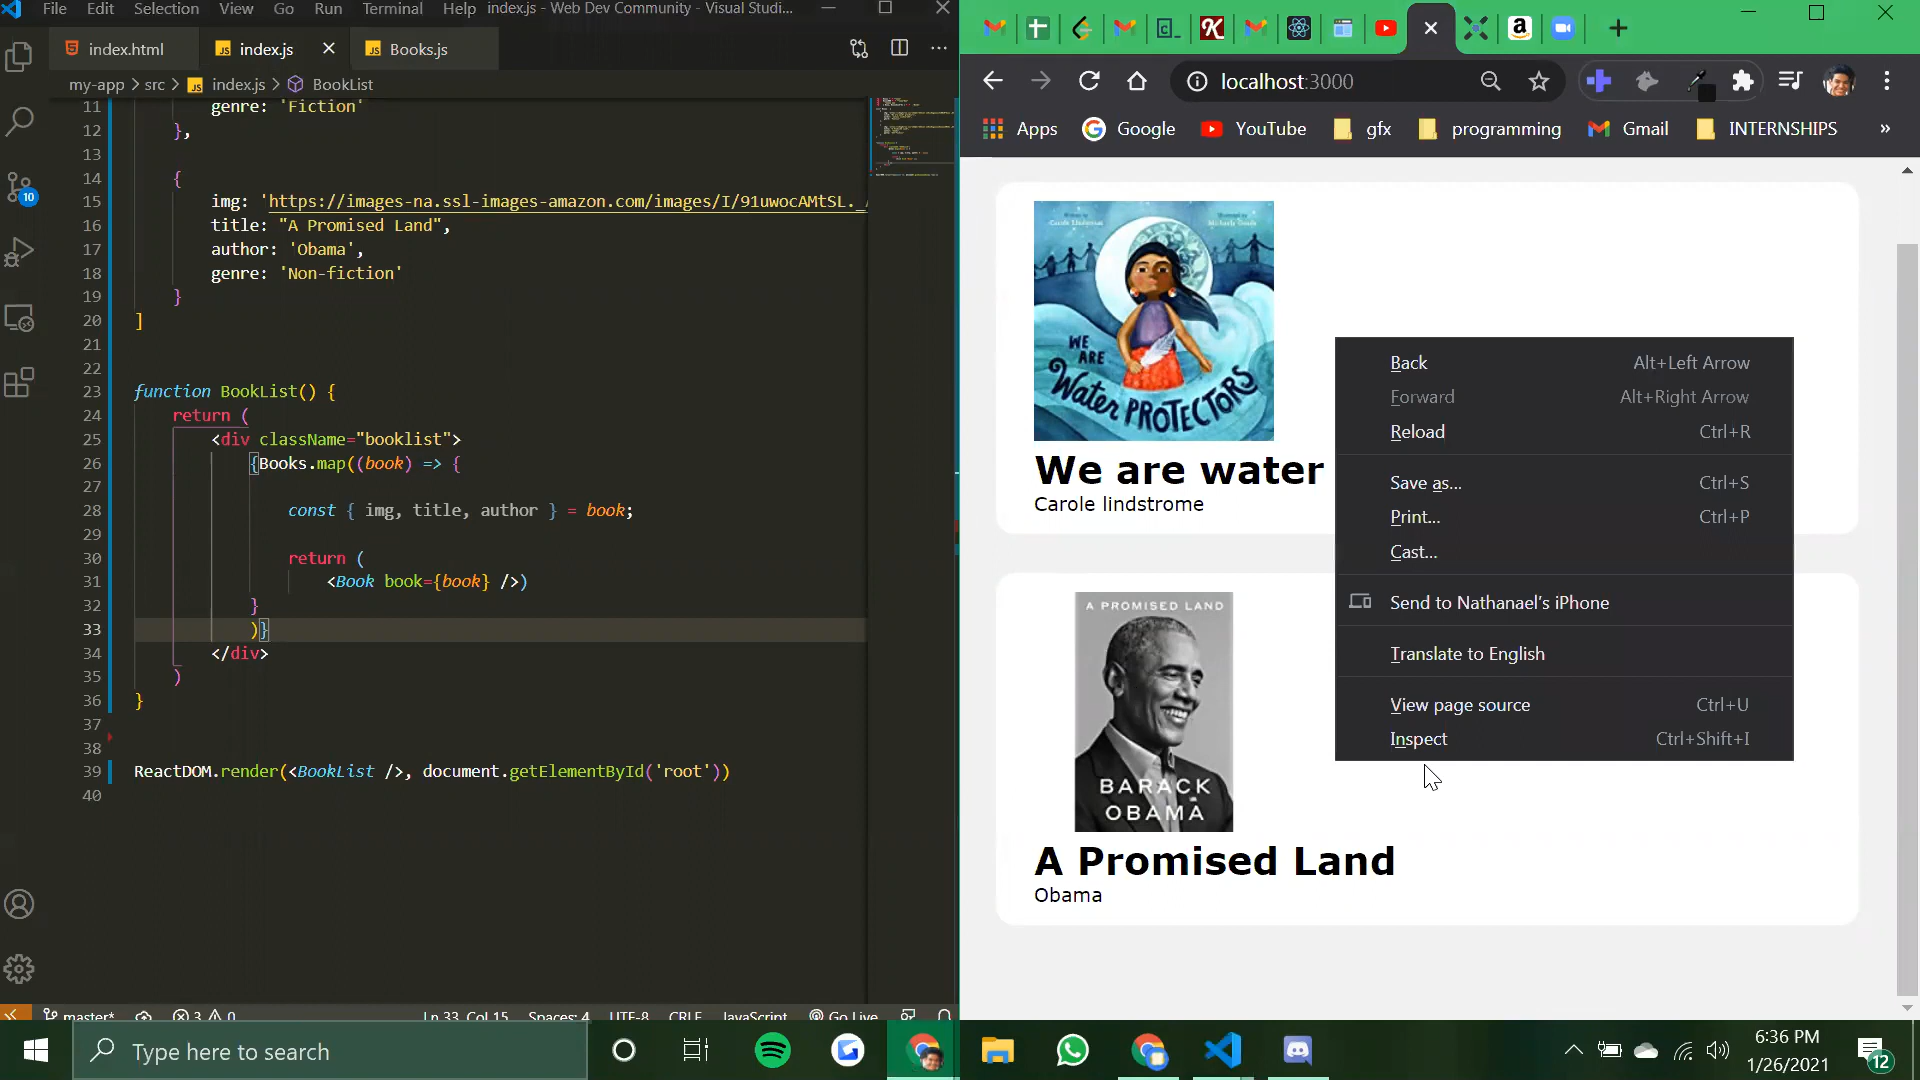 File Edit Selection View Go Run Terminal Help index.js - Web Dev Community - Visual Studi...
index.html index.js Books.js
my-app > src > index.js > BookList
11 genre: 'Fiction'
12 },
13
14 {
15 img: 'https://images-na.ssl-images-amazon.com/images/I/91uwocAMtSL._
16 title: "A Promised Land",
17 author: 'Obama',
18 genre: 'Non-fiction'
19 }
20 ]
21
22
23 function BookList() {
24 return (
25 <div className="booklist">
26 {Books.map((book) => {
27
28 const { img, title, author } = book;
29
30 return (
31 <Book book={book} />)
32 }
33 )}
34 </div>
35 )
36 }
37
38
39 ReactDOM.render(<BookList />, document.getElementById('root'))
40
10
master* 3 0 Ln 33, Col 15 Spaces: 4 UTF-8 CRLF JavaScript Go Live
localhost:3000
Apps Google YouTube gfx programming Gmail INTERNSHIPS »
WE ARE
Water PROTECTORS
We are water
Carole lindstrome
Back Alt+Left Arrow
Forward Alt+Right Arrow
Reload Ctrl+R
Save as... Ctrl+S
Print... Ctrl+P
Cast...
Send to Nathanael's iPhone
Translate to English
View page source Ctrl+U
Inspect Ctrl+Shift+I
A PROMISED LAND
BARACK
OBAMA
A Promised Land
Obama
Type here to search
6:36 PM
1/26/2021
12